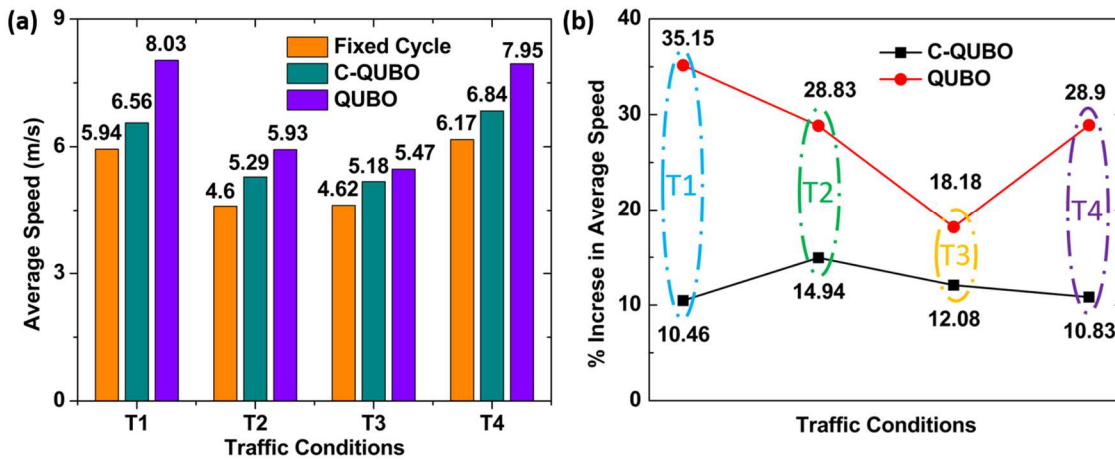 (a)
9
6
3
0
Average Speed (m/s)
Fixed Cycle
C-QUBO
QUBO
5.94
6.56
8.03
4.6
5.29
5.93
4.62
5.18
5.47
6.17
6.84
7.95
T1
T2
T3
T4
Traffic Conditions
(b)
40
30
20
10
0
% Increse in Average Speed
C-QUBO
QUBO
35.15
28.83
18.18
28.9
T1
T2
T3
T4
10.46
14.94
12.08
10.83
Traffic Conditions